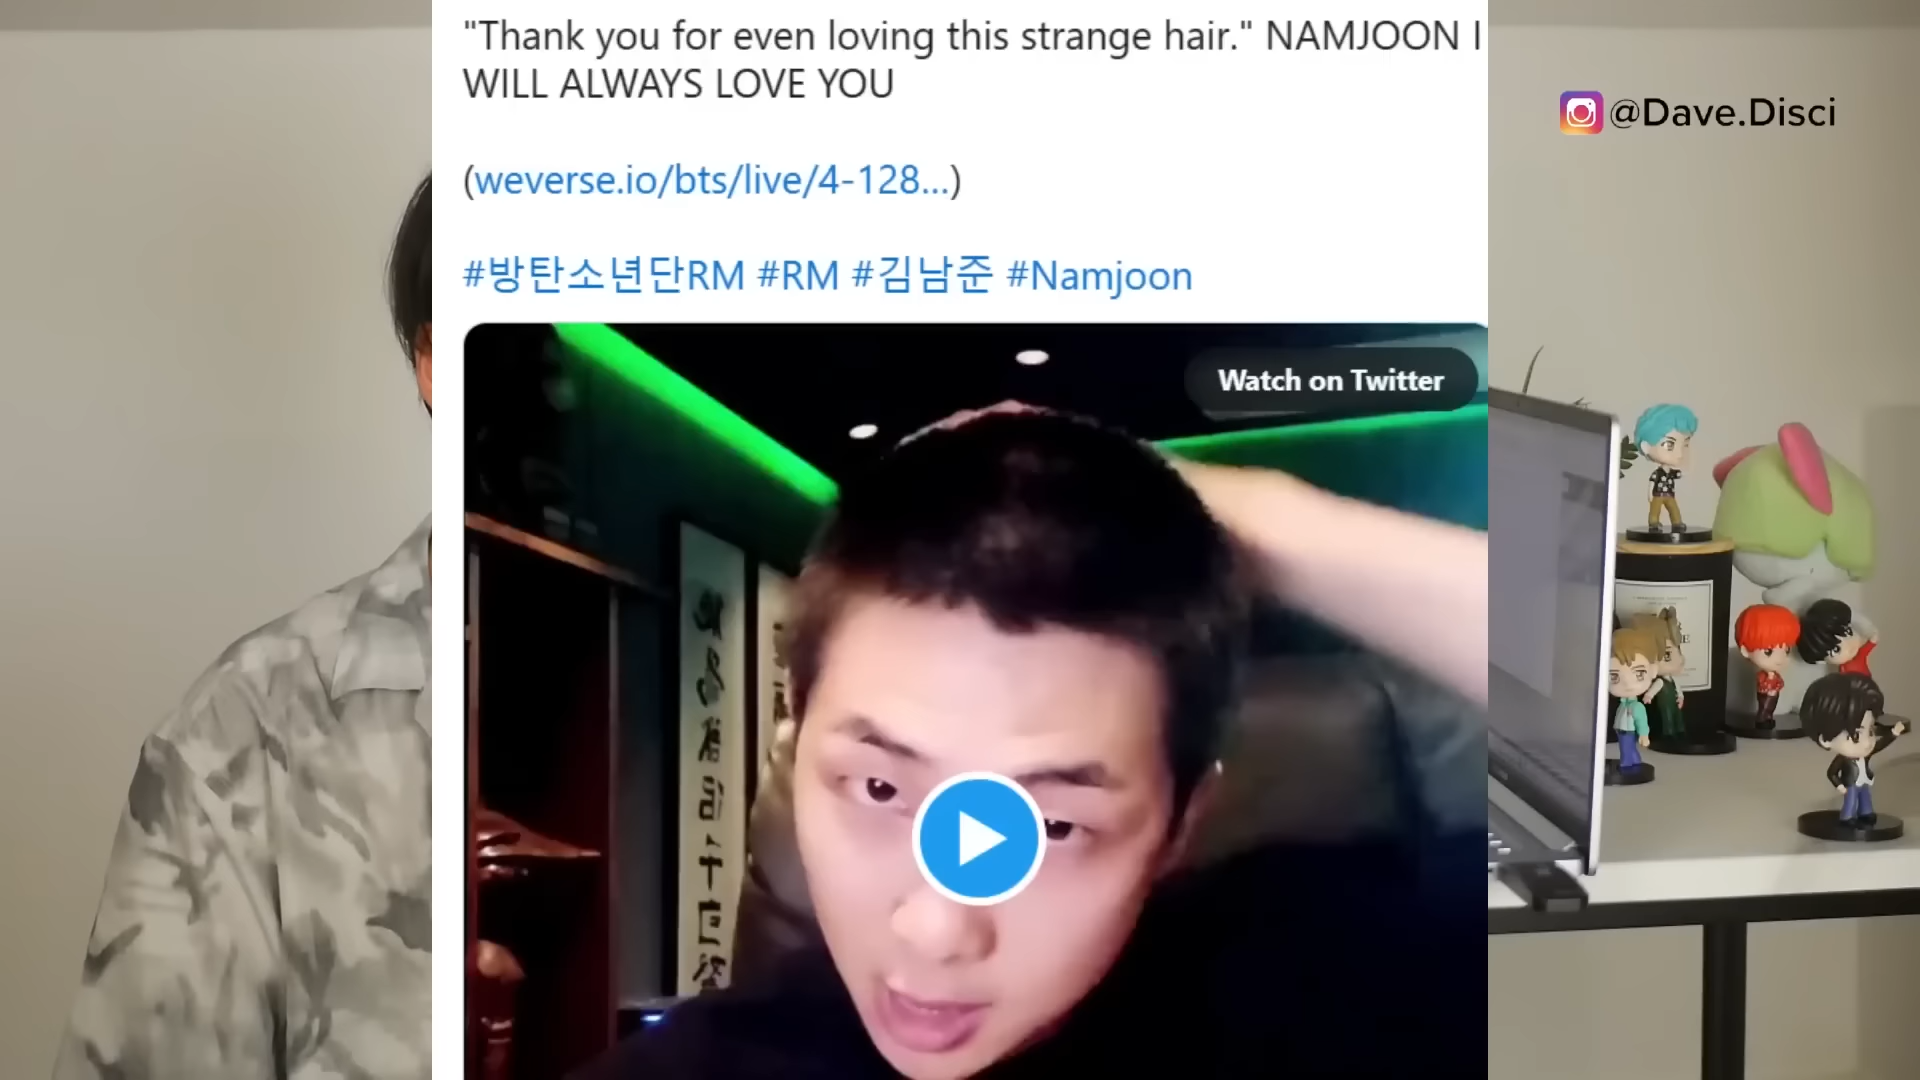 "Thank you for even loving this strange hair." NAMJOON I
WILL ALWAYS LOVE YOU
(weverse.io/bts/live/4-128...)
#방탄소년단RM #RM #김남준 #Namjoon
Watch on Twitter
@Dave.Disci